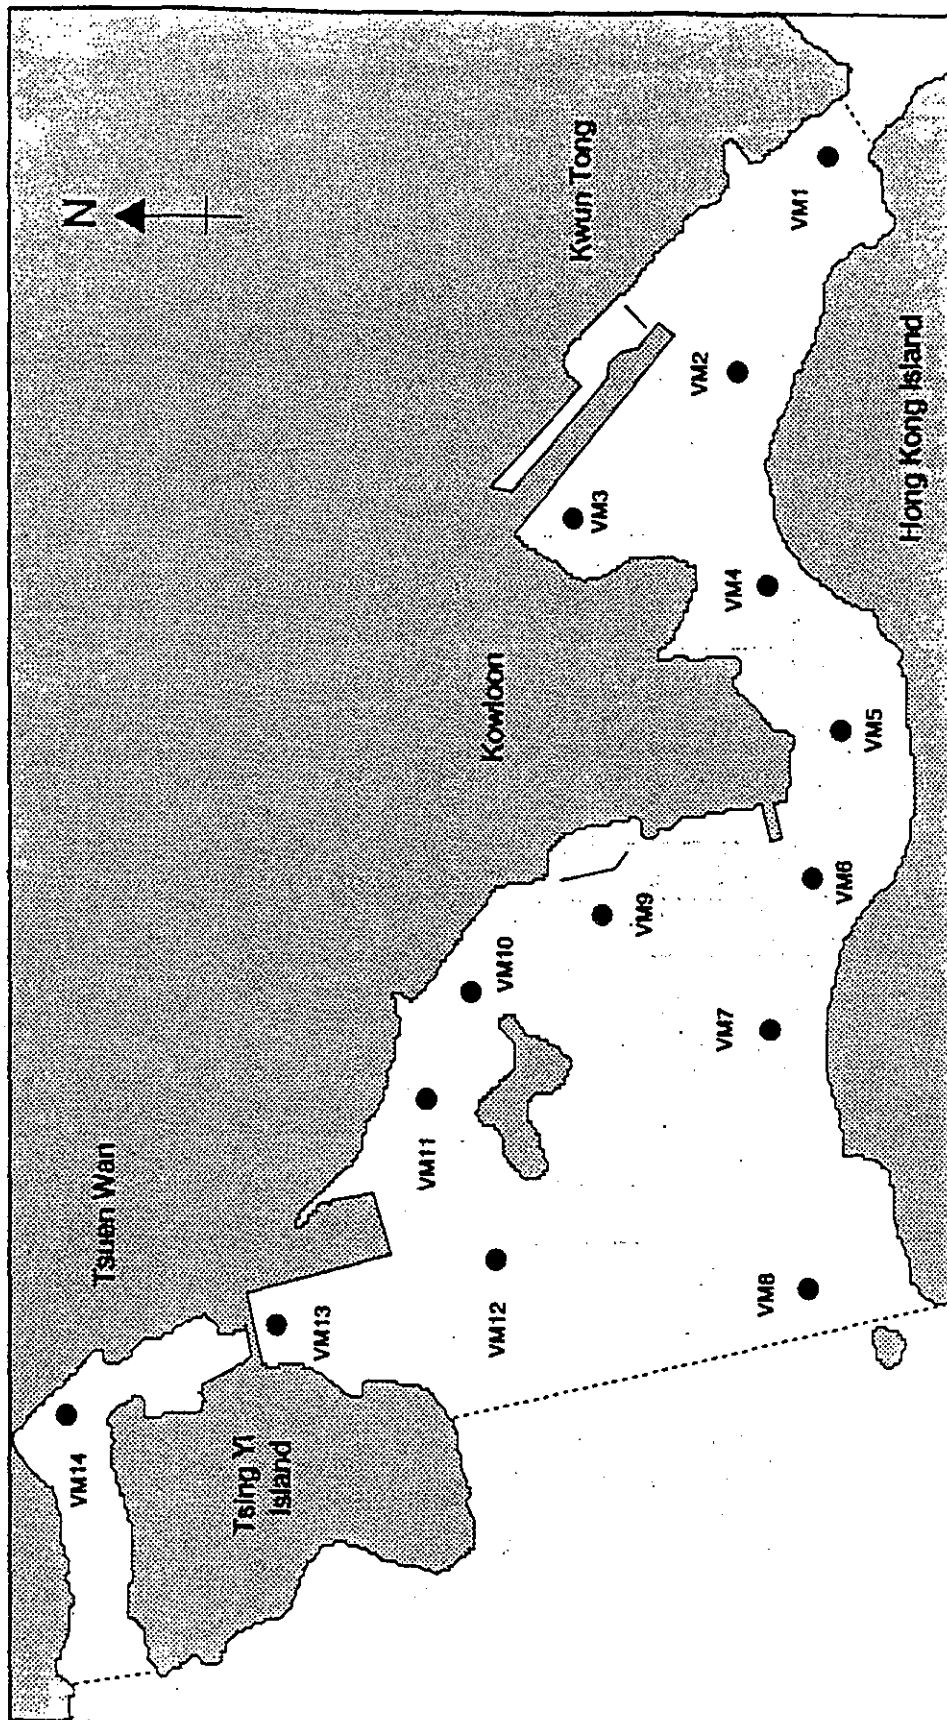 N
Tsuen Wan
Kwun Tong
Kowloon
Tsing Yi
Island
Hong Kong Island
VM14
VM13
VM12
VM11
VM10
VM9
VM8
VM7
VM6
VM5
VM4
VM3
VM2
VM1